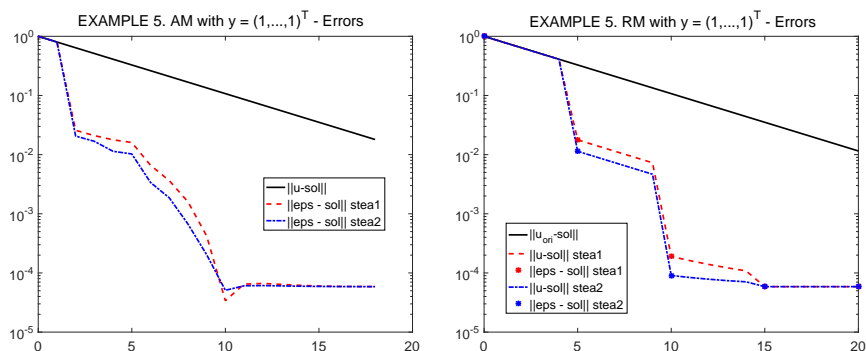 EXAMPLE 5. AM with y = (1,...,1)^T - Errors
10^0
10^-1
10^-2
10^-3
10^-4
10^-5
0 5 10 15 20
||u-sol||
||eps - sol|| stea1
||eps - sol|| stea2
EXAMPLE 5. RM with y = (1,...,1)^T - Errors
10^0
10^-1
10^-2
10^-3
10^-4
10^-5
0 5 10 15 20
||u_ori-sol||
||u-sol|| stea1
||eps - sol|| stea1
||u-sol|| stea2
||eps - sol|| stea2